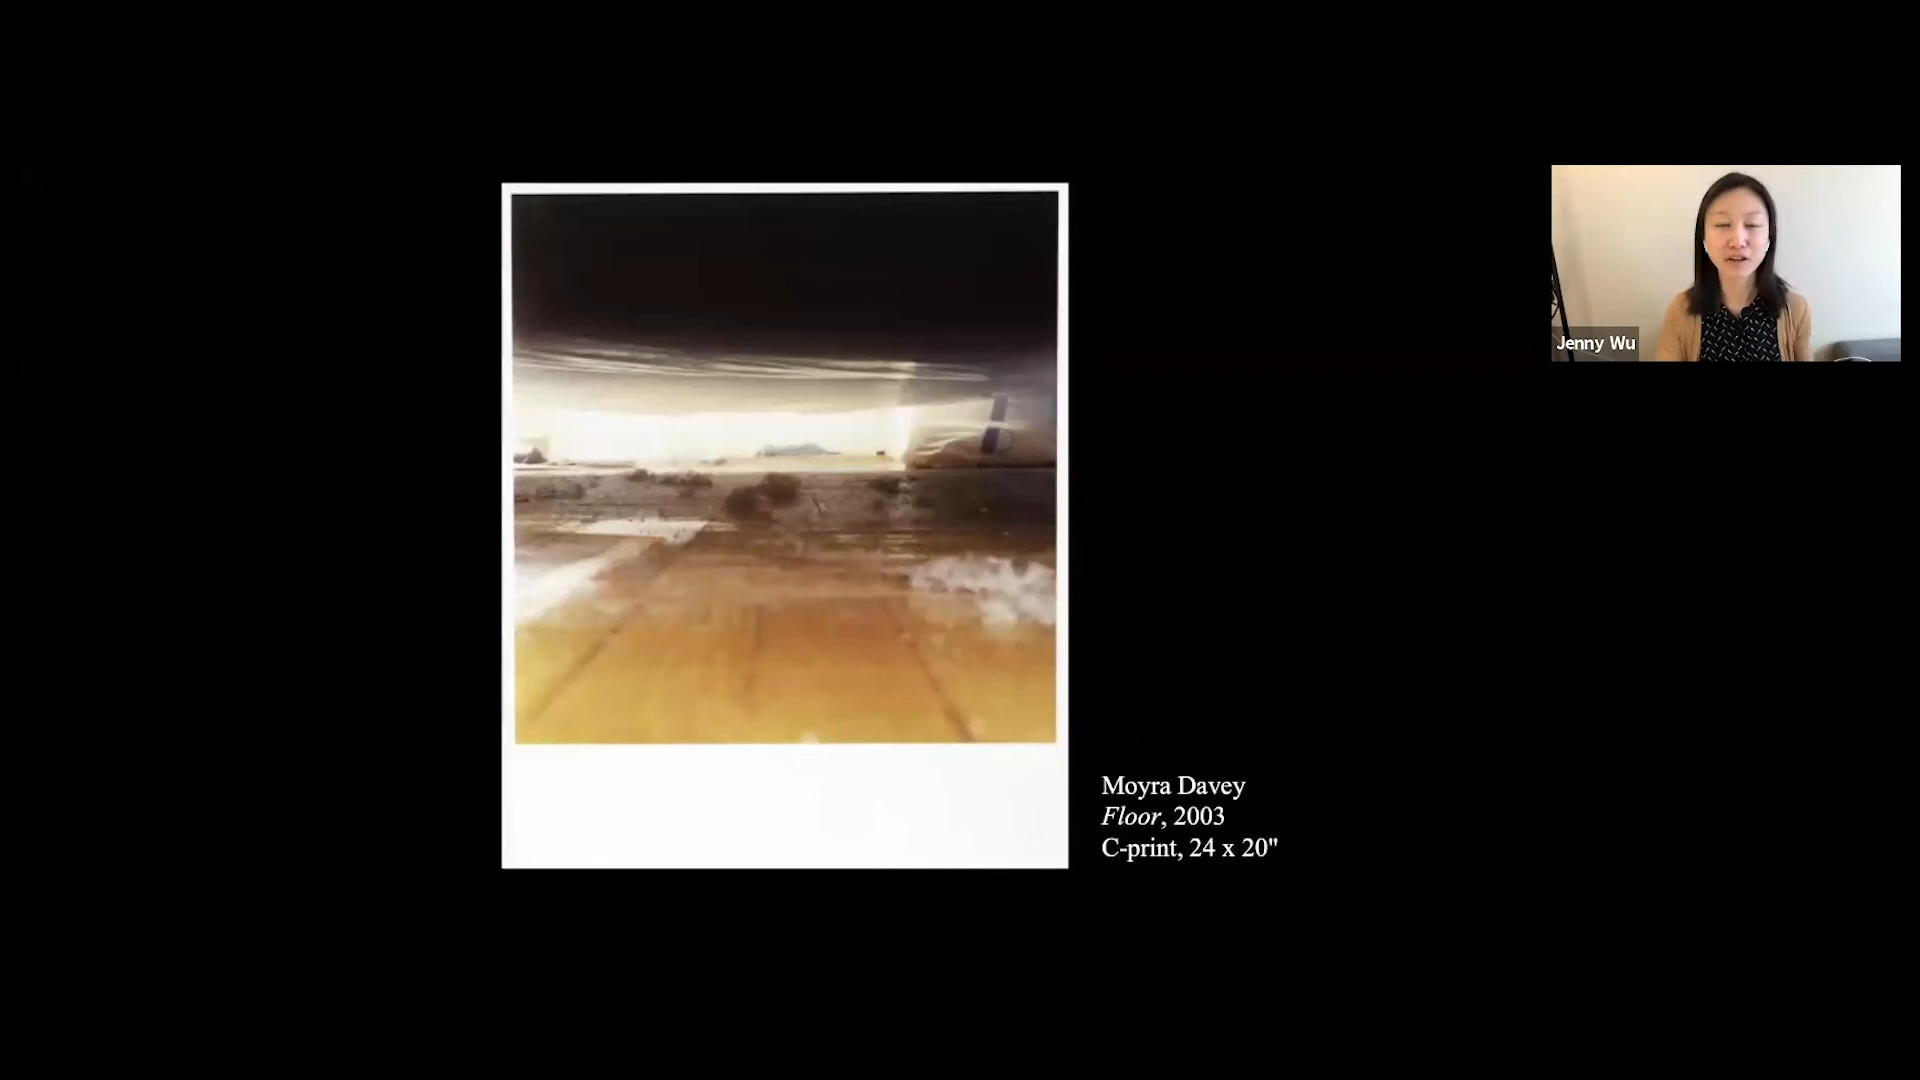 Jenny Wu
Moyra Davey
Floor, 2003
C-print, 24 x 20"